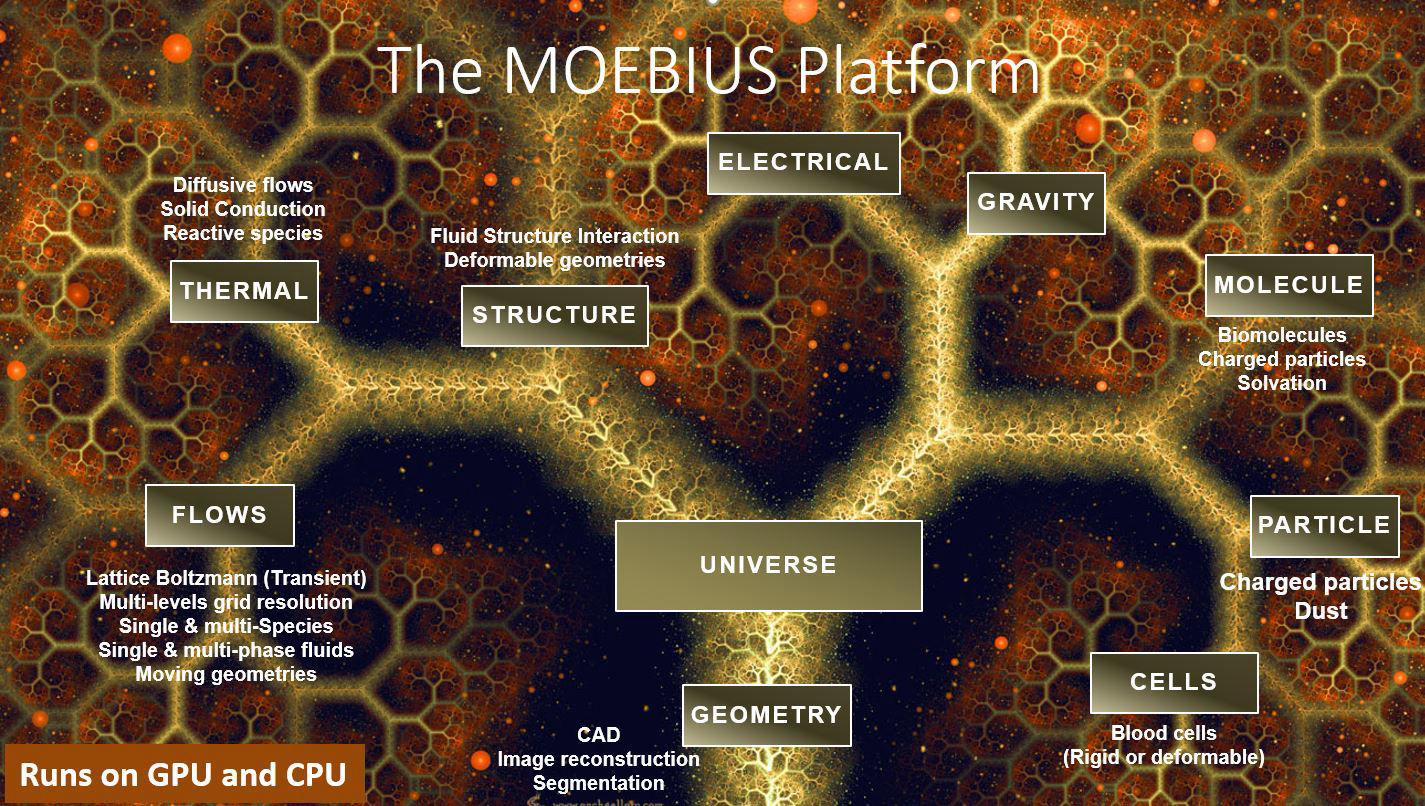 The MOEBIUS Platform
ELECTRICAL
GRAVITY
Diffusive flows
Solid Conduction
Reactive species
THERMAL
Fluid Structure Interaction
Deformable geometries
STRUCTURE
MOLECULE
Biomolecules
Charged particles
Solvation
FLOWS
Lattice Boltzmann (Transient)
Multi-levels grid resolution
Single & multi-Species
Single & multi-phase fluids
Moving geometries
UNIVERSE
PARTICLE
Charged particles
Dust
CELLS
Blood cells
(Rigid or deformable)
GEOMETRY
CAD
Image reconstruction
Segmentation
Runs on GPU and CPU